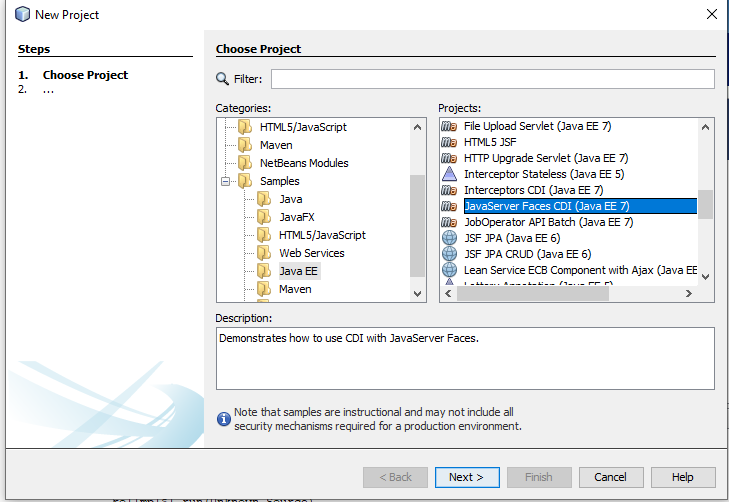 New Project
Steps
1. Choose Project
2. ...
Choose Project
Filter:
Categories:
HTML5/JavaScript
Maven
NetBeans Modules
Samples
Java
JavaFX
HTML5/JavaScript
Web Services
Java EE
Maven
Projects:
File Upload Servlet (Java EE 7)
HTML5 JSF
HTTP Upgrade Servlet (Java EE 7)
Interceptor Stateless (Java EE 5)
Interceptors CDI (Java EE 7)
JavaServer Faces CDI (Java EE 7)
JobOperator API Batch (Java EE 7)
JSF JPA (Java EE 6)
JSF JPA CRUD (Java EE 6)
Lean Service ECB Component with Ajax (Java EE
Lottery Annotation (Java EE 5)
Description:
Demonstrates how to use CDI with JavaServer Faces.
Note that samples are instructional and may not include all
security mechanisms required for a production environment.
< Back
Next >
Finish
Cancel
Help